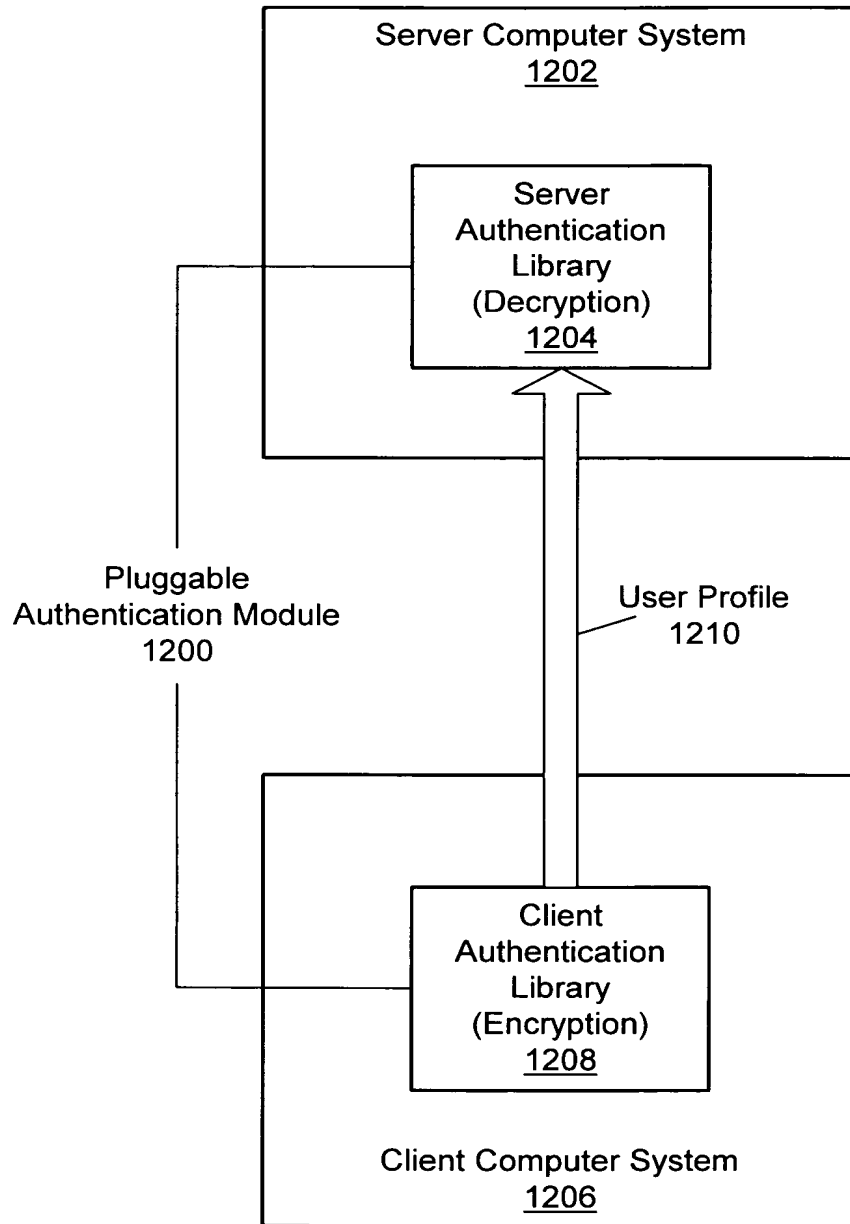 Server Computer System
1202
Server
Authentication
Library
(Decryption)
1204
Pluggable
Authentication Module
1200
User Profile
1210
Client
Authentication
Library
(Encryption)
1208
Client Computer System
1206